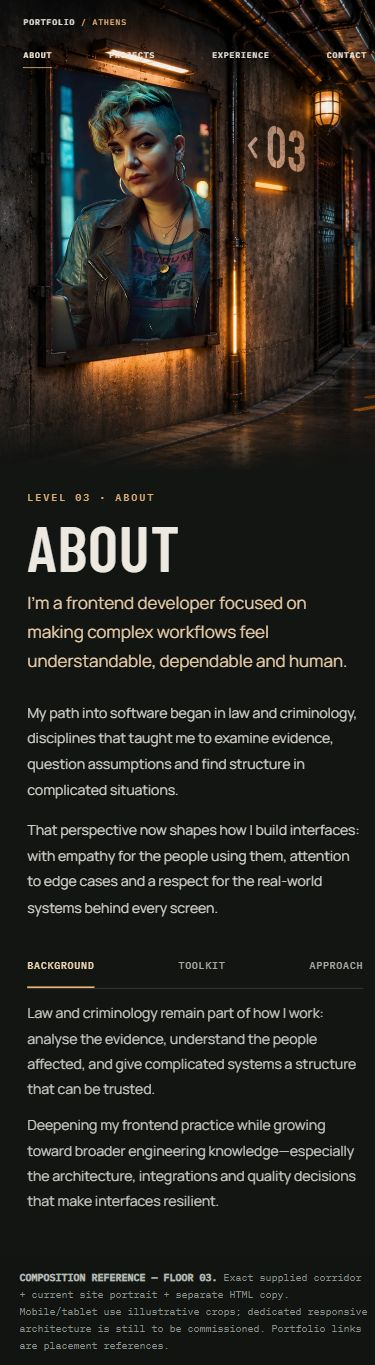 PORTFOLIO / ATHENS
ABOUT PROJECTS EXPERIENCE CONTACT
< 03
LEVEL 03 · ABOUT
ABOUT
I'm a frontend developer focused on
making complex workflows feel
understandable, dependable and human.
My path into software began in law and criminology,
disciplines that taught me to examine evidence,
question assumptions and find structure in
complicated situations.
That perspective now shapes how I build interfaces:
with empathy for the people using them, attention
to edge cases and a respect for the real-world
systems behind every screen.
BACKGROUND TOOLKIT APPROACH
Law and criminology remain part of how I work:
analyse the evidence, understand the people
affected, and give complicated systems a structure
that can be trusted.
Deepening my frontend practice while growing
toward broader engineering knowledge—especially
the architecture, integrations and quality decisions
that make interfaces resilient.
COMPOSITION REFERENCE — FLOOR 03. Exact supplied corridor
+ current site portrait + separate HTML copy.
Mobile/tablet use illustrative crops; dedicated responsive
architecture is still to be commissioned. Portfolio links
are placement references.